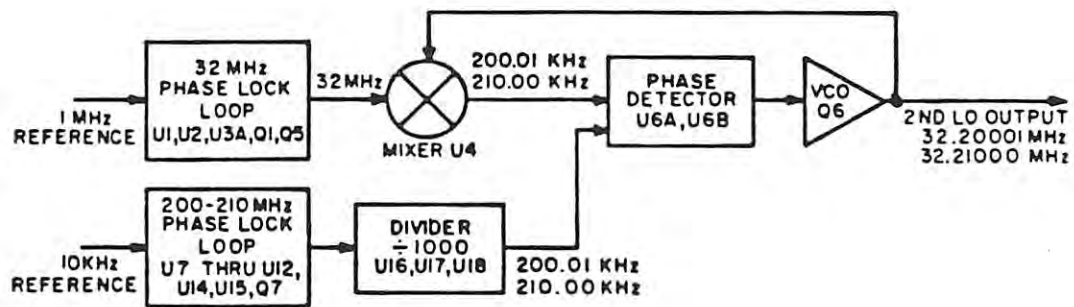 32 MHz
PHASE LOCK
LOOP
U1, U2, U3A, Q1, Q5
1 MHz
REFERENCE
32 MHz
MIXER U4
200.01 KHz
210.00 KHz
PHASE
DETECTOR
U6A, U6B
VCO
Q6
2ND LO OUTPUT
32.20001 MHz
32.21000 MHz
200-210 MHz
PHASE LOCK
LOOP
U7 THRU U12,
U14, U15, Q7
10KHz
REFERENCE
DIVIDER
÷ 1000
U16, U17, U18
200.01 KHz
210.00 KHz